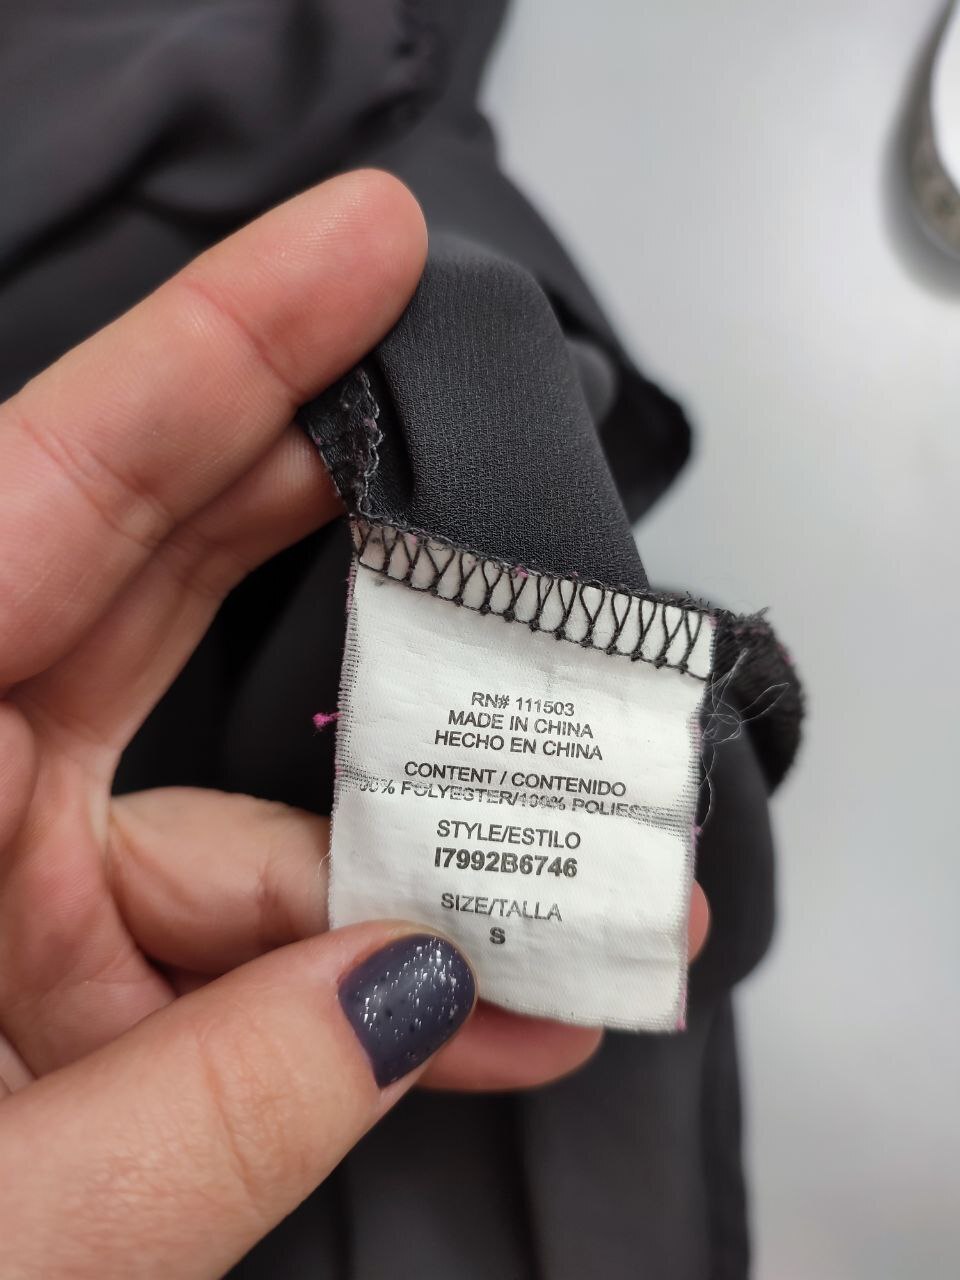 RN# 111503
MADE IN CHINA
HECHO EN CHINA
CONTENT / CONTENIDO
POLYESTER/100%
STYLE/ESTILO
I7992B6746
SIZE/TALLA
S